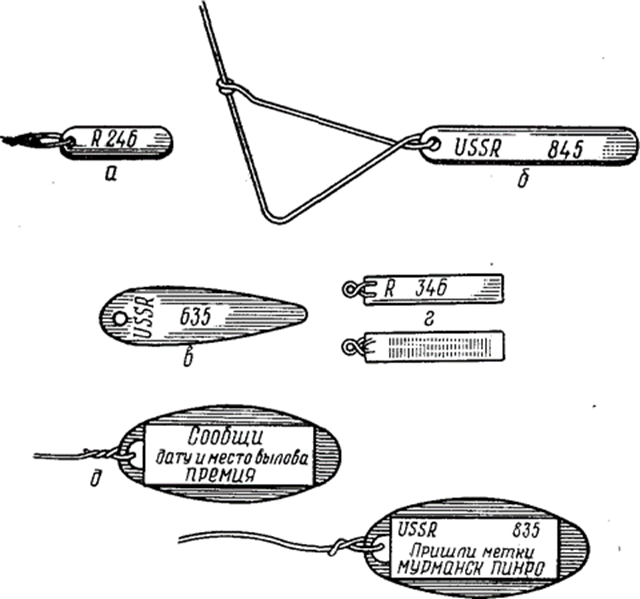 R 246
а
USSR 845
б
USSR 635
в
R 346
г
Сообщи
дату и место вылова
ПРЕМИЯ
д
USSR 835
Пришли метки
МУРМАНСК ПИНРО